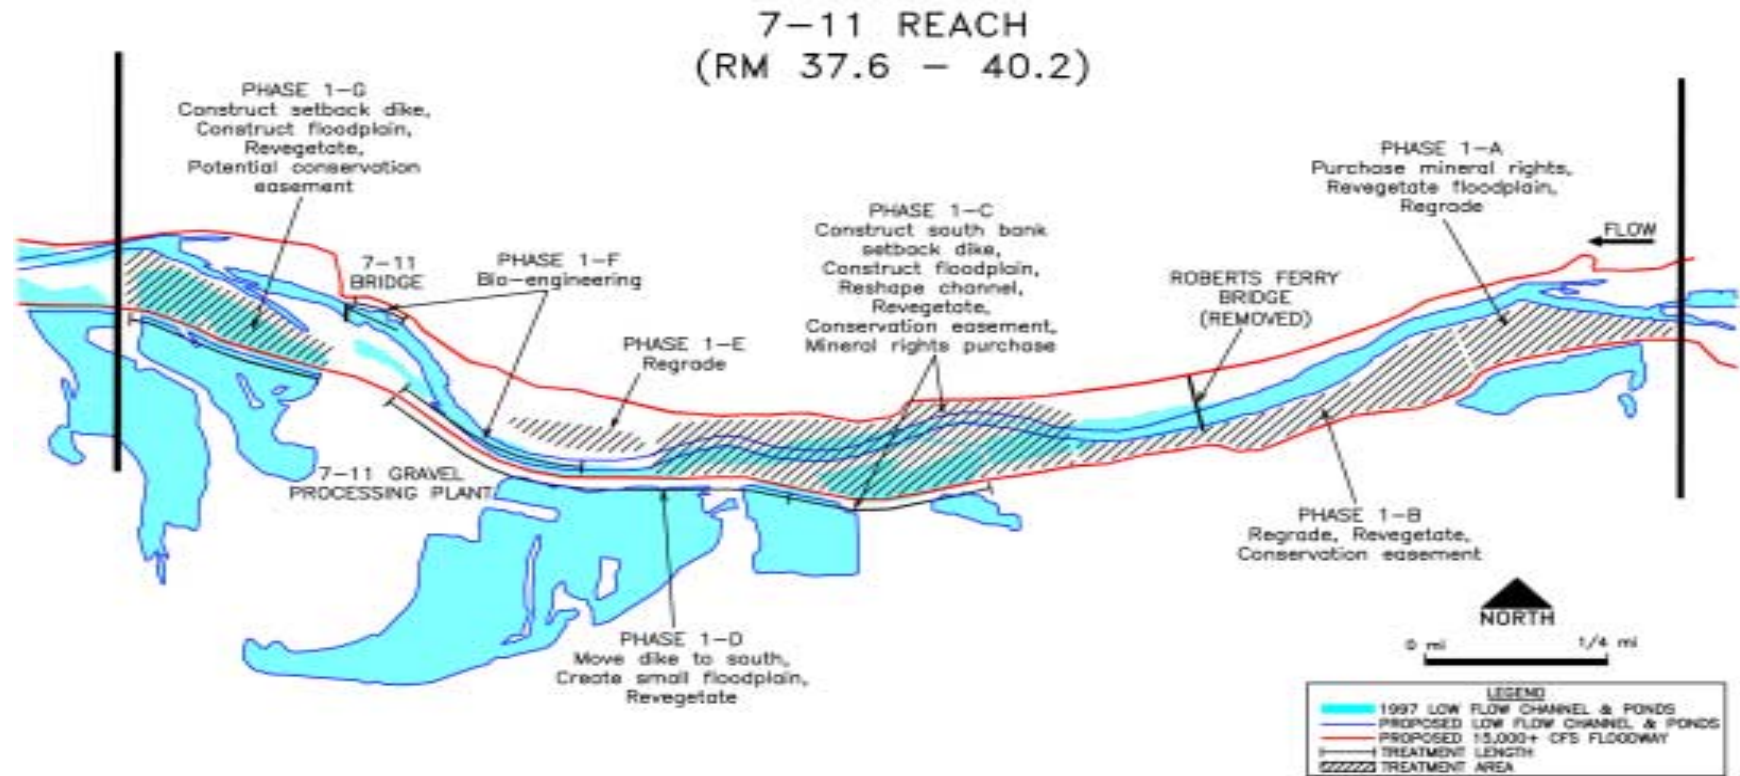 7-11 REACH
(RM 37.6 - 40.2)
PHASE 1-G
Construct setback dike,
Construct floodplain,
Revegetate,
Potential conservation
easement
7-11
BRIDGE
PHASE 1-F
Bio-engineering
PHASE 1-E
Regrade
PHASE 1-C
Construct south bank
setback dike,
Construct floodplain,
Reshape channel,
Revegetate,
Conservation easement,
Mineral rights purchase
ROBERTS FERRY
BRIDGE
(REMOVED)
PHASE 1-A
Purchase mineral rights,
Revegetate floodplain,
Regrade
FLOW
7-11 GRAVEL
PROCESSING PLANT
PHASE 1-D
Move dike to south,
Create small floodplain,
Revegetate
PHASE 1-B
Regrade, Revegetate,
Conservation easement
NORTH
0 mi 1/4 mi
LEGEND
1997 LOW FLOW CHANNEL & PONDS
PROPOSED LOW FLOW CHANNEL & PONDS
PROPOSED 15,000+ CFS FLOODWAY
TREATMENT LENGTH
TREATMENT AREA